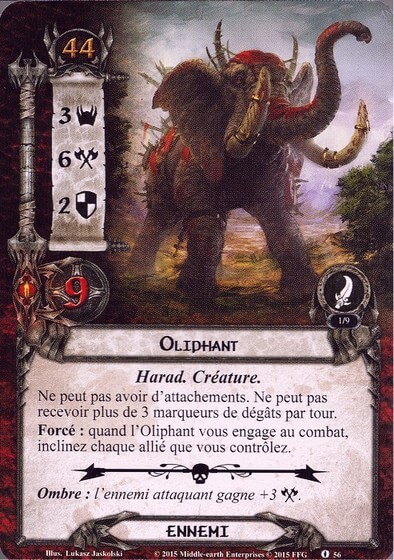 44
3
6
2
9
1/9
Oliphant
Harad. Créature.
Ne peut pas avoir d'attachements. Ne peut pas
recevoir plus de 3 marqueurs de dégâts par tour.
Forcé : quand l'Oliphant vous engage au combat,
inclinez chaque allié que vous contrôlez.
Ombre : l'ennemi attaquant gagne +3
ENNEMI
Illus. Lukasz Jaskolski © 2015 Middle-earth Enterprises © 2015 FFG 56